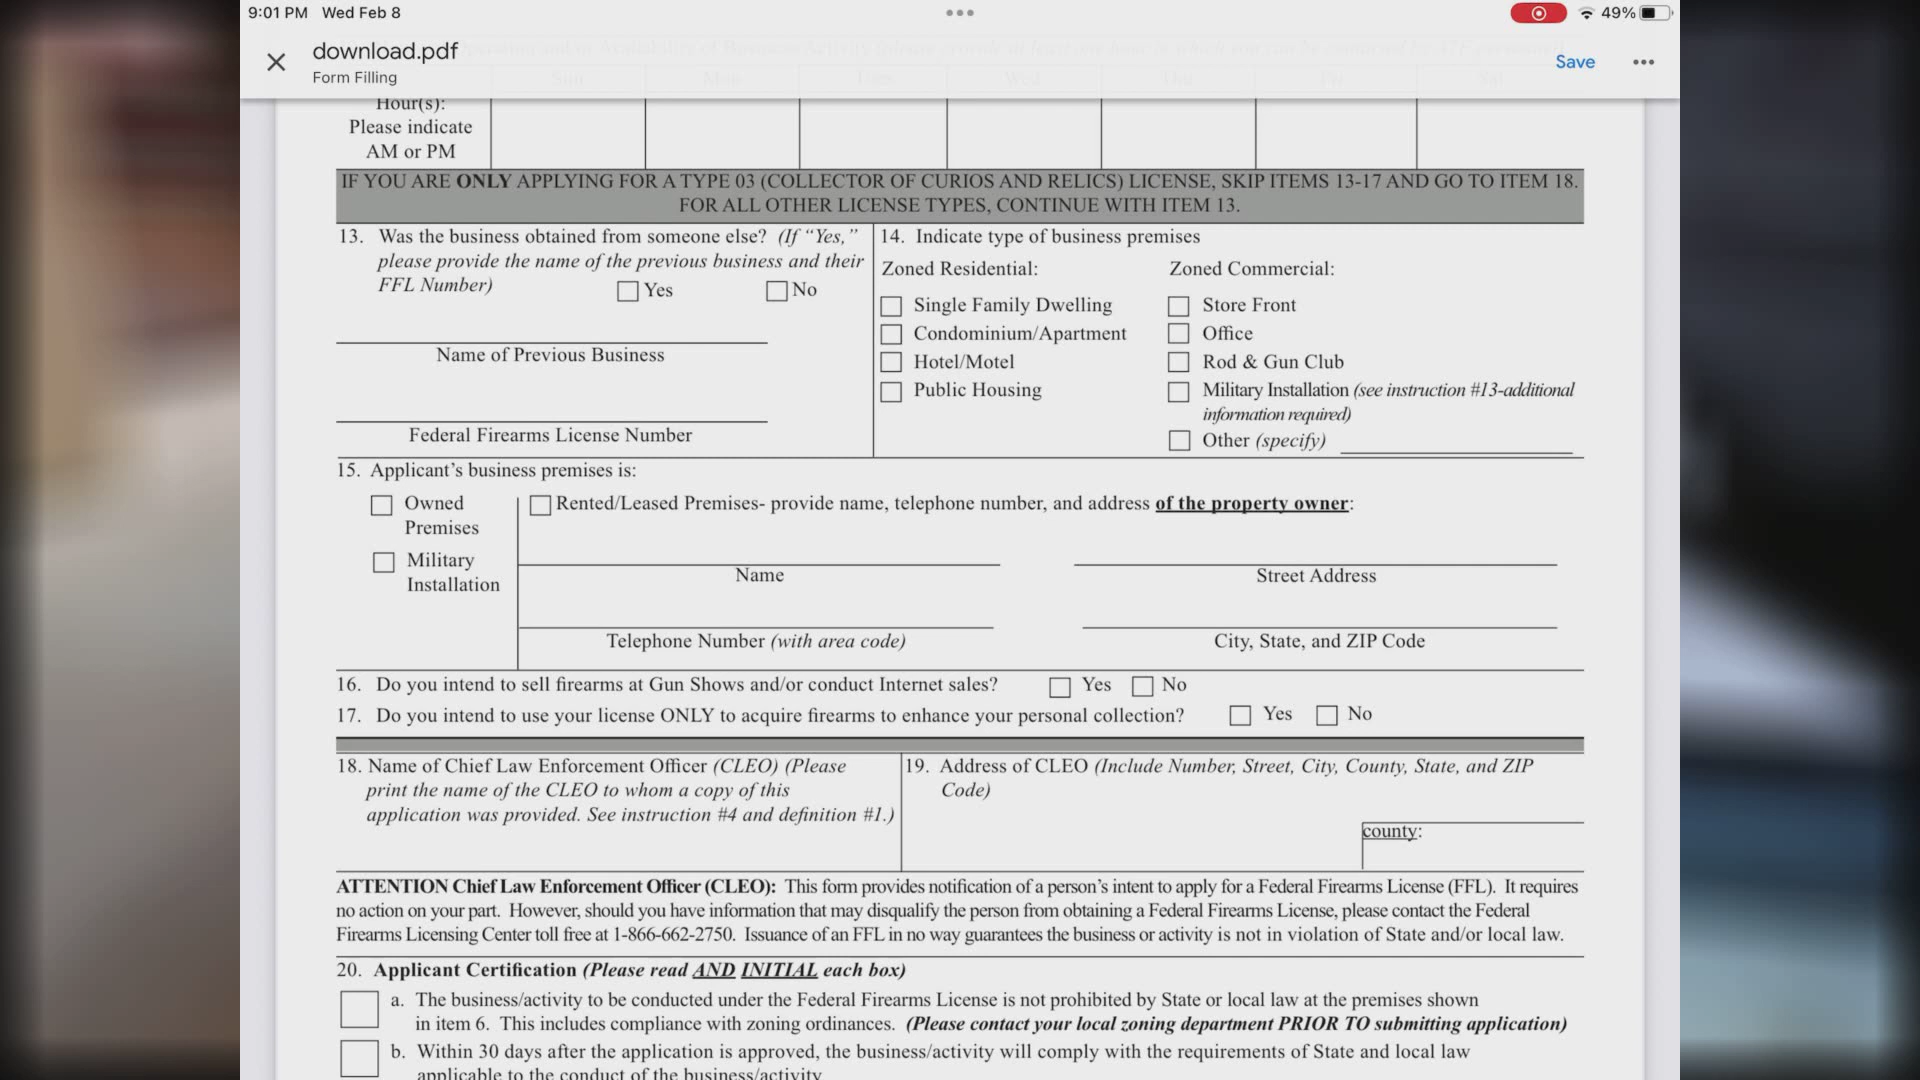 9:01 PM Wed Feb 8
49%
download.pdf
Form Filling
Save
Hour(s):
Please indicate
AM or PM
IF YOU ARE ONLY APPLYING FOR A TYPE 03 (COLLECTOR OF CURIOS AND RELICS) LICENSE, SKIP ITEMS 13-17 AND GO TO ITEM 18.
FOR ALL OTHER LICENSE TYPES, CONTINUE WITH ITEM 13.
13. Was the business obtained from someone else? (If “Yes,”
please provide the name of the previous business and their
FFL Number)
Yes
No
Name of Previous Business
Federal Firearms License Number
14. Indicate type of business premises
Zoned Residential:
Single Family Dwelling
Condominium/Apartment
Hotel/Motel
Public Housing
Zoned Commercial:
Store Front
Office
Rod & Gun Club
Military Installation (see instruction #13-additional
information required)
Other (specify)
15. Applicant’s business premises is:
Owned
Premises
Military
Installation
Rented/Leased Premises- provide name, telephone number, and address of the property owner:
Name
Street Address
Telephone Number (with area code)
City, State, and ZIP Code
16. Do you intend to sell firearms at Gun Shows and/or conduct Internet sales? Yes No
17. Do you intend to use your license ONLY to acquire firearms to enhance your personal collection? Yes No
18. Name of Chief Law Enforcement Officer (CLEO) (Please
print the name of the CLEO to whom a copy of this
application was provided. See instruction #4 and definition #1.)
19. Address of CLEO (Include Number, Street, City, County, State, and ZIP
Code)
county:
ATTENTION Chief Law Enforcement Officer (CLEO): This form provides notification of a person’s intent to apply for a Federal Firearms License (FFL). It requires
no action on your part. However, should you have information that may disqualify the person from obtaining a Federal Firearms License, please contact the Federal
Firearms Licensing Center toll free at 1-866-662-2750. Issuance of an FFL in no way guarantees the business or activity is not in violation of State and/or local law.
20. Applicant Certification (Please read AND INITIAL each box)
a. The business/activity to be conducted under the Federal Firearms License is not prohibited by State or local law at the premises shown
in item 6. This includes compliance with zoning ordinances. (Please contact your local zoning department PRIOR TO submitting application)
b. Within 30 days after the application is approved, the business/activity will comply with the requirements of State and local law
applicable to the conduct of the business/activity